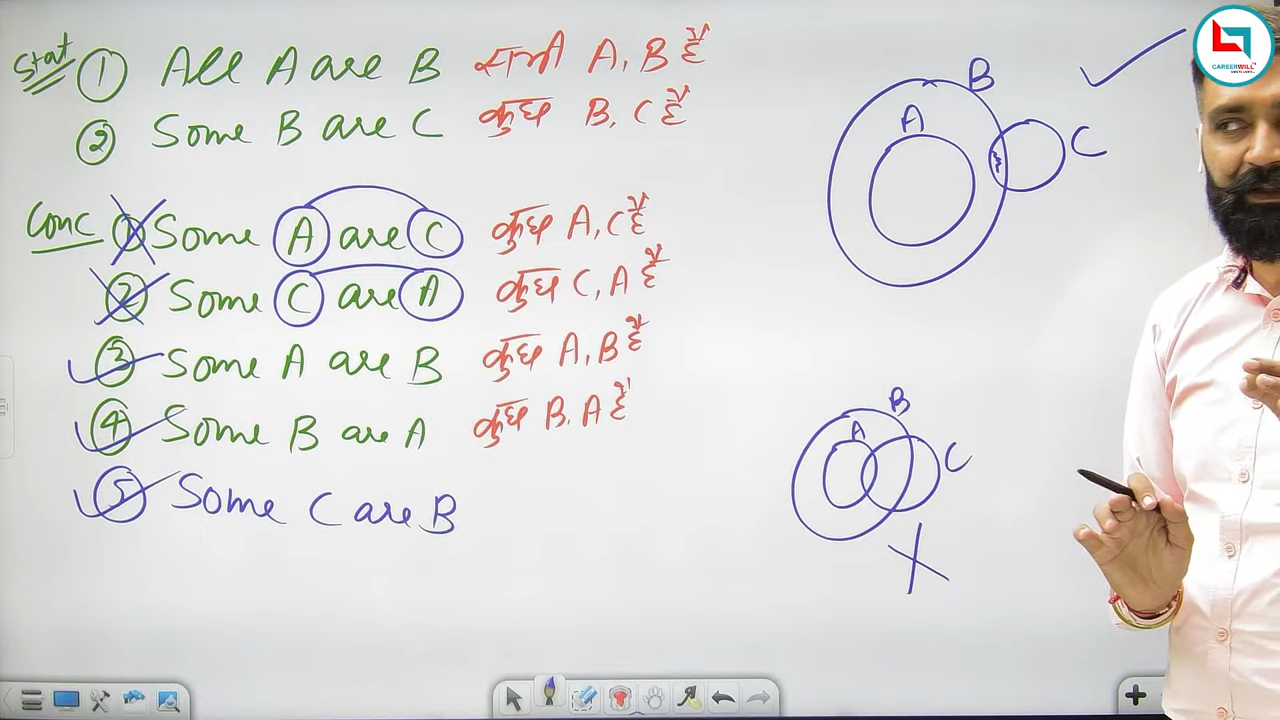 Stat ① All A are B सभी A, B हैं
② Some B are C कुछ B, C हैं
Conc ① Some A are C कुछ A, C हैं
② Some C are A कुछ C, A हैं
③ Some A are B कुछ A, B हैं
④ Some B are A कुछ B, A हैं
⑤ Some C are B
B
A
C
B
A
C
CAREERWILL